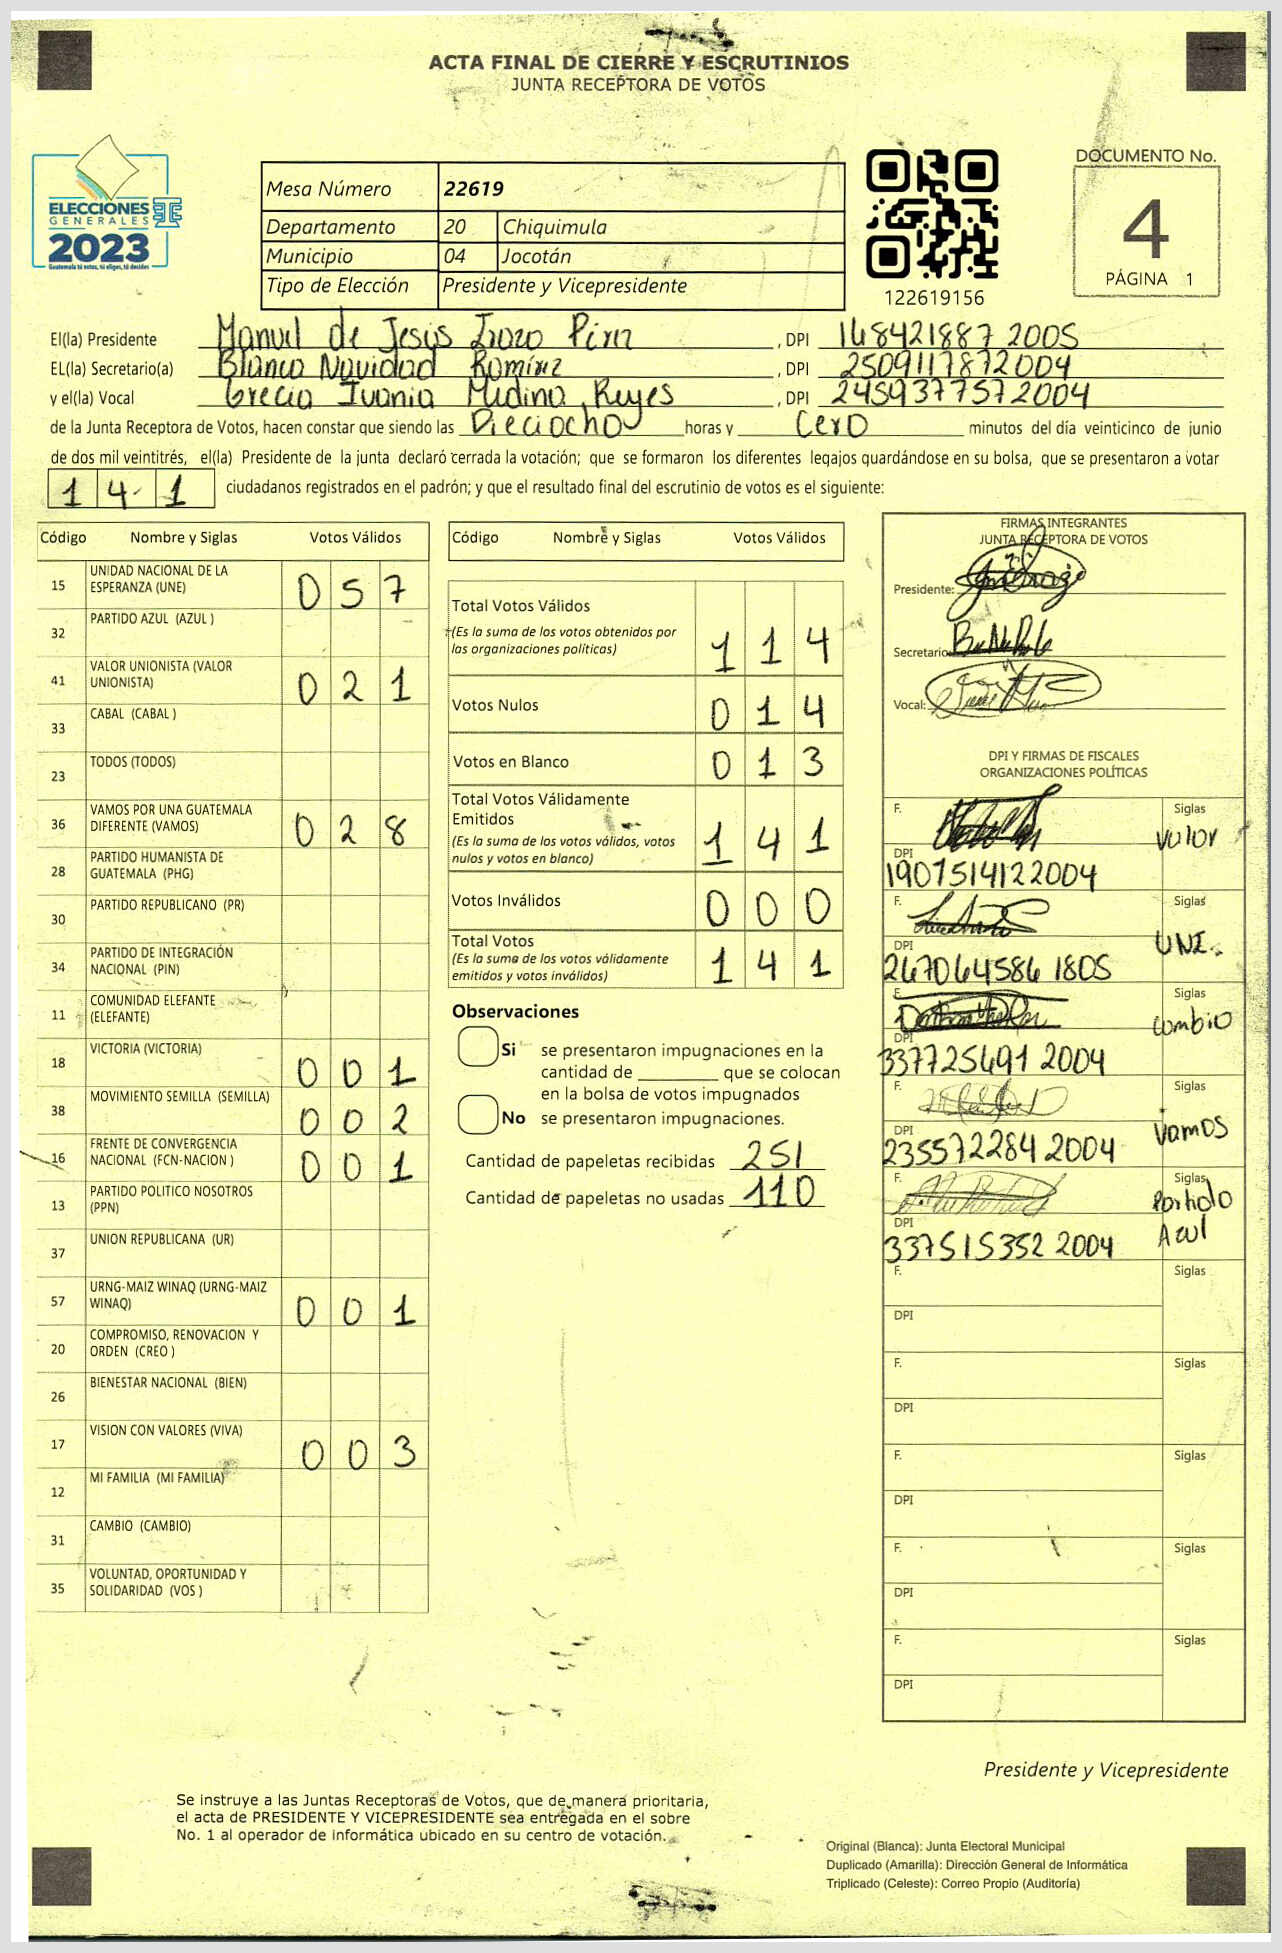 ACTA FINAL DE CIERRE Y ESCRUTINIOS
JUNTA RECEPTORA DE VOTOS
ELECCIONES
GENERALES
2023
Guatemala tú votas, tú eliges, tú decides
Mesa Número 22619
Departamento 20 Chiquimula
Municipio 04 Jocotán
Tipo de Elección Presidente y Vicepresidente
122619156
DOCUMENTO No.
4
PÁGINA 1
El(la) Presidente Manuel de Jesús , DPI 148421887 2005
EL(la) Secretario(a) Blanca Navidad Ramírez , DPI 2509117872004
y el(la) Vocal Grecia Ivania Medina Reyes , DPI 2459377572004
de la Junta Receptora de Votos, hacen constar que siendo las Dieciocho horas y Cero minutos del día veinticinco de junio
de dos mil veintitrés, el(la) Presidente de la junta declaró cerrada la votación; que se formaron los diferentes legajos guardándose en su bolsa, que se presentaron a votar
1 4 1 ciudadanos registrados en el padrón; y que el resultado final del escrutinio de votos es el siguiente:
Código Nombre y Siglas Votos Válidos
15 UNIDAD NACIONAL DE LA ESPERANZA (UNE) 0 5 7
32 PARTIDO AZUL (AZUL )
41 VALOR UNIONISTA (VALOR UNIONISTA) 0 2 1
33 CABAL (CABAL )
23 TODOS (TODOS)
36 VAMOS POR UNA GUATEMALA DIFERENTE (VAMOS) 0 2 8
28 PARTIDO HUMANISTA DE GUATEMALA (PHG)
30 PARTIDO REPUBLICANO (PR)
34 PARTIDO DE INTEGRACIÓN NACIONAL (PIN)
11 COMUNIDAD ELEFANTE (ELEFANTE)
18 VICTORIA (VICTORIA) 0 0 1
38 MOVIMIENTO SEMILLA (SEMILLA) 0 0 2
16 FRENTE DE CONVERGENCIA NACIONAL (FCN-NACION ) 0 0 1
13 PARTIDO POLITICO NOSOTROS (PPN)
37 UNION REPUBLICANA (UR)
57 URNG-MAIZ WINAQ (URNG-MAIZ WINAQ) 0 0 1
20 COMPROMISO, RENOVACION Y ORDEN (CREO )
26 BIENESTAR NACIONAL (BIEN)
17 VISION CON VALORES (VIVA) 0 0 3
12 MI FAMILIA (MI FAMILIA)
31 CAMBIO (CAMBIO)
35 VOLUNTAD, OPORTUNIDAD Y SOLIDARIDAD (VOS )
Código Nombre y Siglas Votos Válidos
Total Votos Válidos
(Es la suma de los votos obtenidos por las organizaciones políticas) 1 1 4
Votos Nulos 0 1 4
Votos en Blanco 0 1 3
Total Votos Válidamente Emitidos
(Es la suma de los votos válidos, votos nulos y votos en blanco) 1 4 1
Votos Inválidos 0 0 0
Total Votos
(Es la suma de los votos válidamente emitidos y votos inválidos) 1 4 1
Observaciones
Si se presentaron impugnaciones en la
cantidad de ________ que se colocan
en la bolsa de votos impugnados
No se presentaron impugnaciones.
Cantidad de papeletas recibidas 251
Cantidad de papeletas no usadas 110
FIRMAS INTEGRANTES
JUNTA RECEPTORA DE VOTOS
Presidente:
Secretario
Vocal:
DPI Y FIRMAS DE FISCALES
ORGANIZACIONES POLÍTICAS
F. Siglas Valor
DPI 1907514122004
F. Siglas UNE.
DPI 267064586 1805
F. Siglas Cambio
DPI 337725691 2004
F. Siglas Vamos
DPI 235572284 2004
F. Siglas Partido Azul
DPI 337515352 2004
F. Siglas
DPI
F. Siglas
DPI
F. Siglas
DPI
F. Siglas
DPI
F. Siglas
DPI
Presidente y Vicepresidente
Se instruye a las Juntas Receptoras de Votos, que de manera prioritaria,
el acta de PRESIDENTE Y VICEPRESIDENTE sea entregada en el sobre
No. 1 al operador de informática ubicado en su centro de votación.
Original (Blanca): Junta Electoral Municipal
Duplicado (Amarilla): Dirección General de Informática
Triplicado (Celeste): Correo Propio (Auditoría)